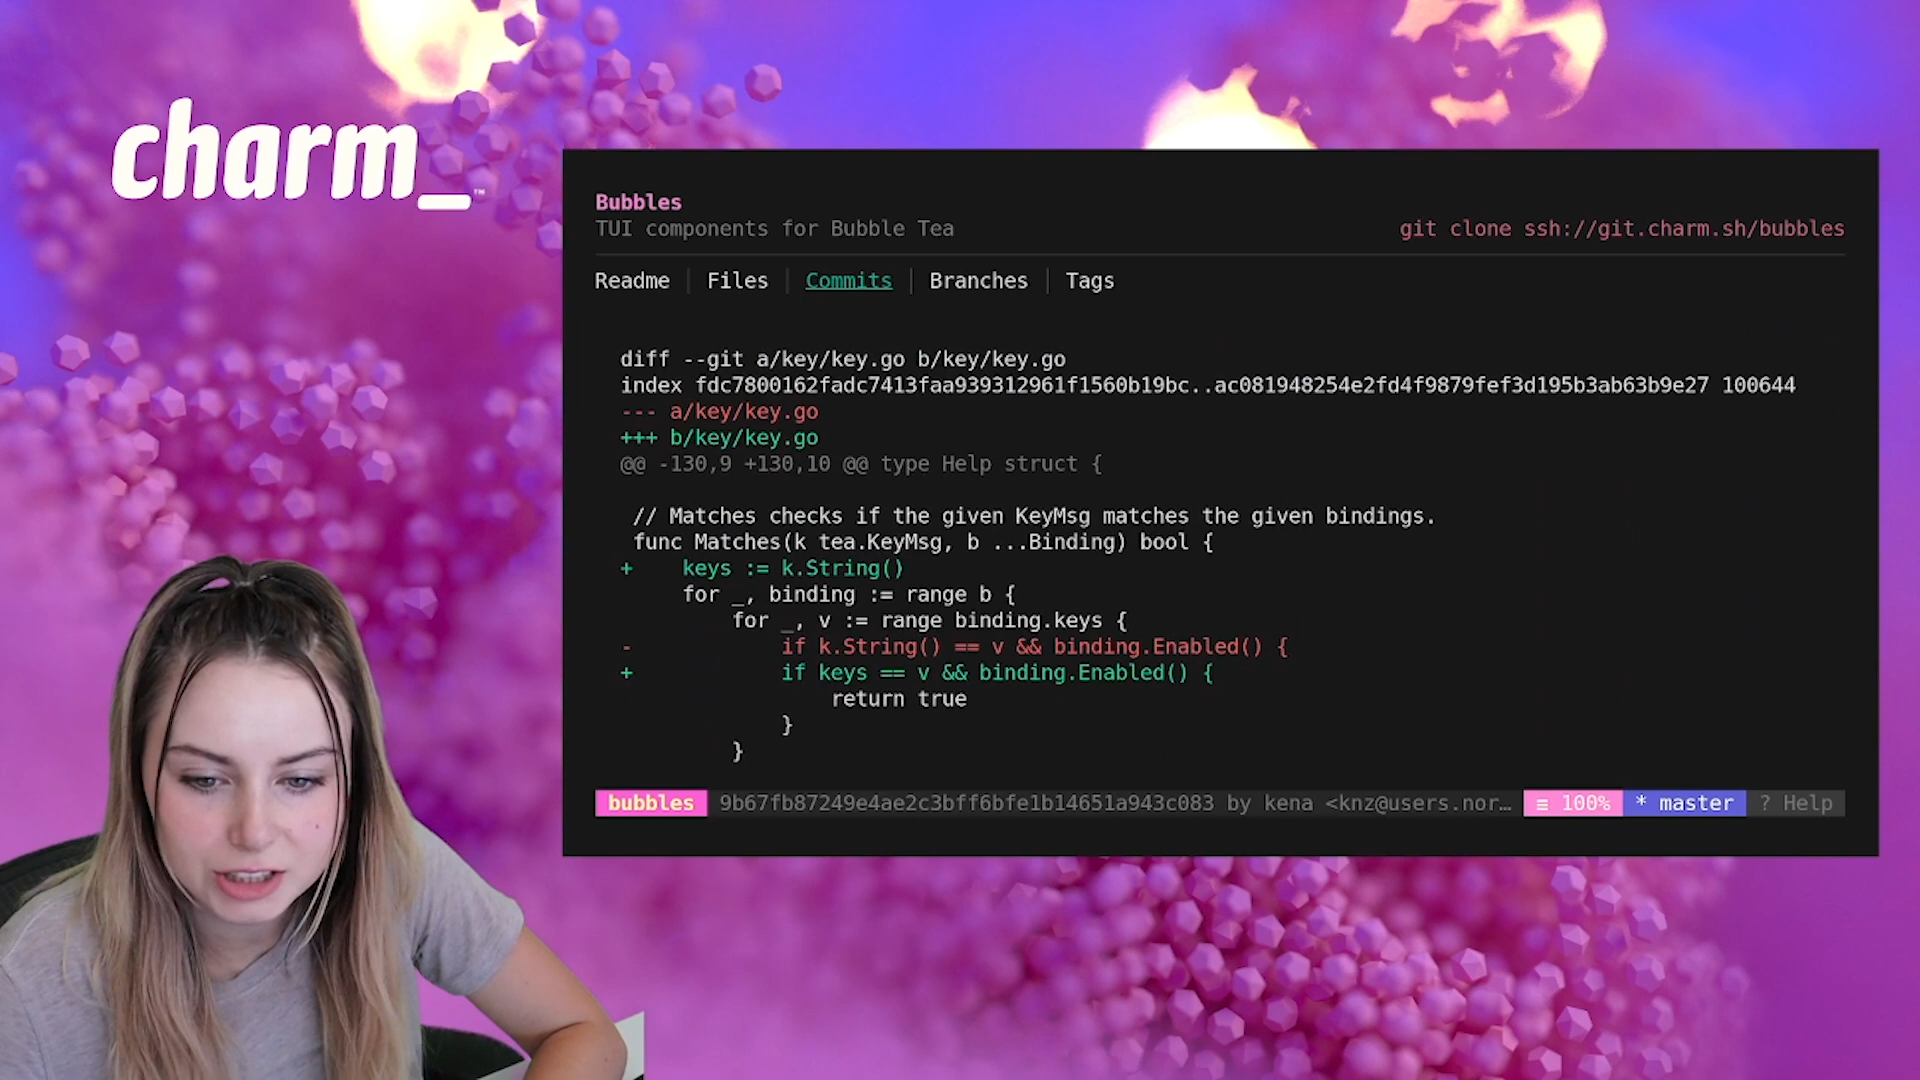 charm_™
Bubbles
TUI components for Bubble Tea
git clone ssh://git.charm.sh/bubbles
Readme │ Files │ Commits │ Branches │ Tags
diff --git a/key/key.go b/key/key.go
index fdc7800162fadc7413faa939312961f1560b19bc..ac081948254e2fd4f9879fef3d195b3ab63b9e27 100644
--- a/key/key.go
+++ b/key/key.go
@@ -130,9 +130,10 @@ type Help struct {
// Matches checks if the given KeyMsg matches the given bindings.
func Matches(k tea.KeyMsg, b ...Binding) bool {
+    keys := k.String()
for _, binding := range b {
for _, v := range binding.keys {
-            if k.String() == v && binding.Enabled() {
+            if keys == v && binding.Enabled() {
return true
}
}
bubbles 9b67fb87249e4ae2c3bff6bfe1b14651a943c083 by kena <knz@users.nor… ≡ 100% * master ? Help